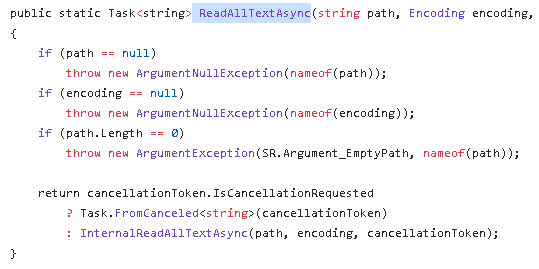 public static Task<string> ReadAllTextAsync(string path, Encoding encoding,
{
    if (path == null)
        throw new ArgumentNullException(nameof(path));
    if (encoding == null)
        throw new ArgumentNullException(nameof(encoding));
    if (path.Length == 0)
        throw new ArgumentException(SR.Argument_EmptyPath, nameof(path));

    return cancellationToken.IsCancellationRequested
        ? Task.FromCanceled<string>(cancellationToken)
        : InternalReadAllTextAsync(path, encoding, cancellationToken);
}